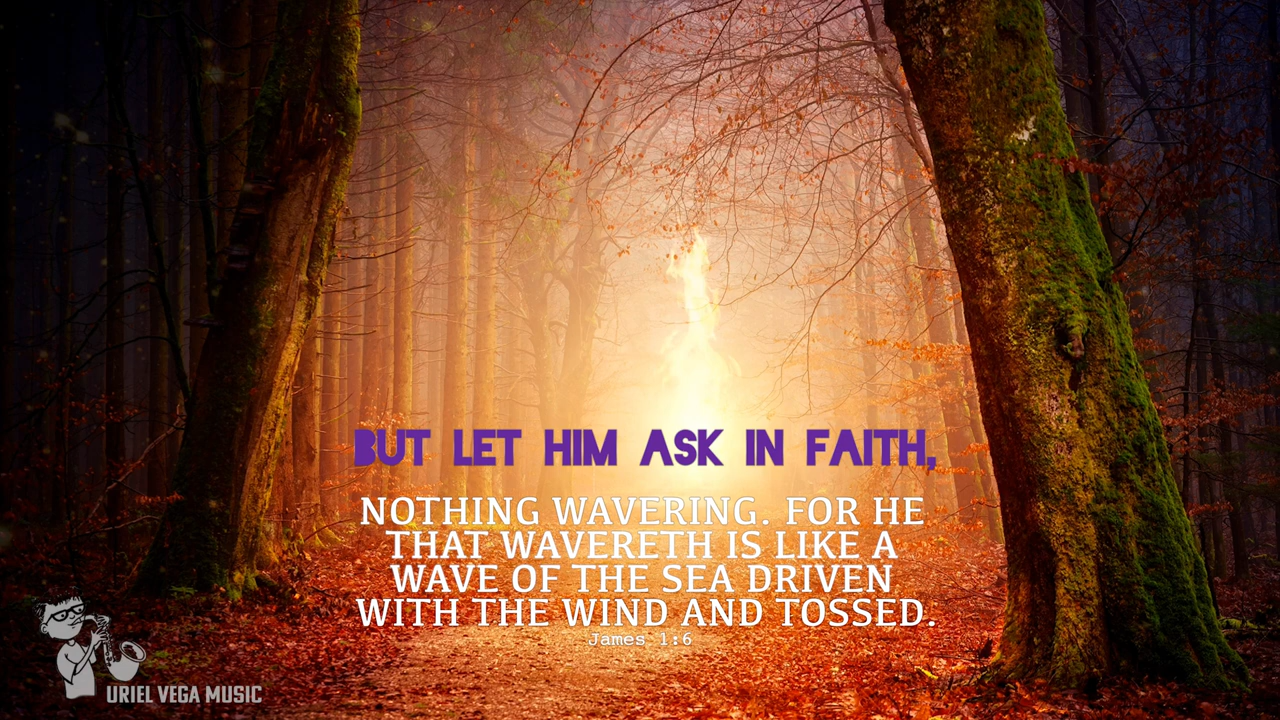 BUT LET HIM ASK IN FAITH,
NOTHING WAVERING. FOR HE
THAT WAVERETH IS LIKE A
WAVE OF THE SEA DRIVEN
WITH THE WIND AND TOSSED.
James 1:6
URIEL VEGA MUSIC